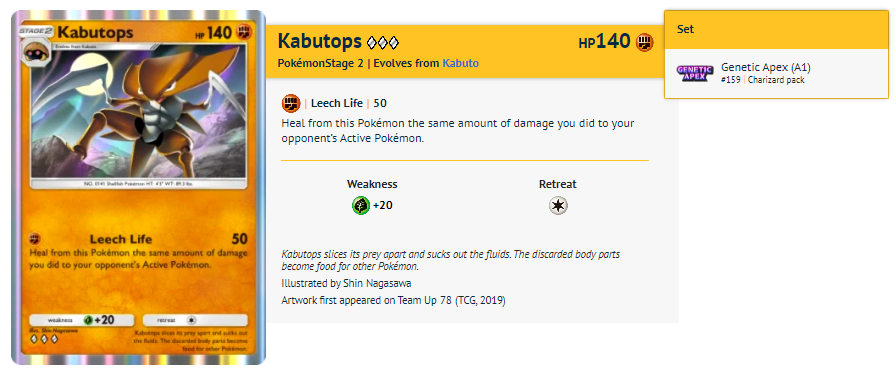 STAGE 2 Kabutops HP 140
Evolves from Kabuto
NO. 0141 Shellfish Pokémon HT: 4'3" WT: 89.3 lbs.
Leech Life 50
Heal from this Pokémon the same amount of damage
you did to your opponent's Active Pokémon.
weakness +20 retreat
Illus. Shin Nagasawa
Kabutops slices its prey apart and sucks out
the fluids. The discarded body parts become
food for other Pokémon.
Kabutops HP140
Pokémon Stage 2 | Evolves from Kabuto
| Leech Life | 50
Heal from this Pokémon the same amount of damage you did to your
opponent's Active Pokémon.
Weakness Retreat
+20
Kabutops slices its prey apart and sucks out the fluids. The discarded body parts
become food for other Pokémon.
Illustrated by Shin Nagasawa
Artwork first appeared on Team Up 78 (TCG, 2019)
Set
GENETIC
APEX
Genetic Apex (A1)
#159 | Charizard pack